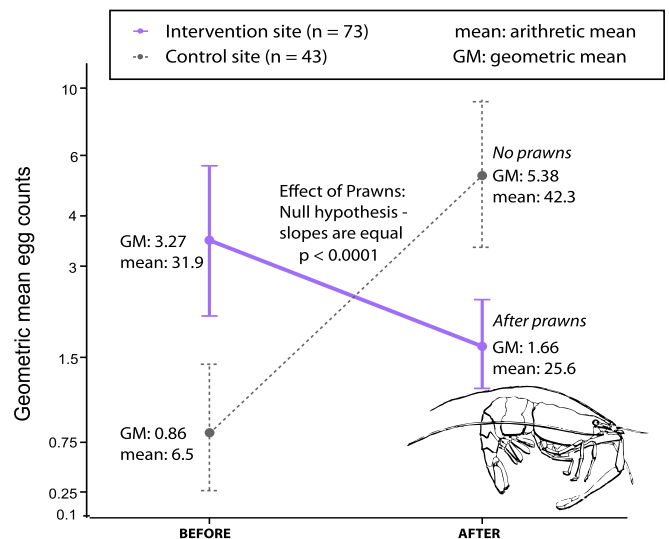 Intervention site (n = 73)
mean: arithretic mean
Control site (n = 43)
GM: geometric mean
Geometric mean egg counts
10
6
4
3
1.5
0.75
0.25
0.1
GM: 3.27
mean: 31.9
GM: 0.86
mean: 6.5
Effect of Prawns:
Null hypothesis -
slopes are equal
p < 0.0001
No prawns
GM: 5.38
mean: 42.3
After prawns
GM: 1.66
mean: 25.6
BEFORE
AFTER